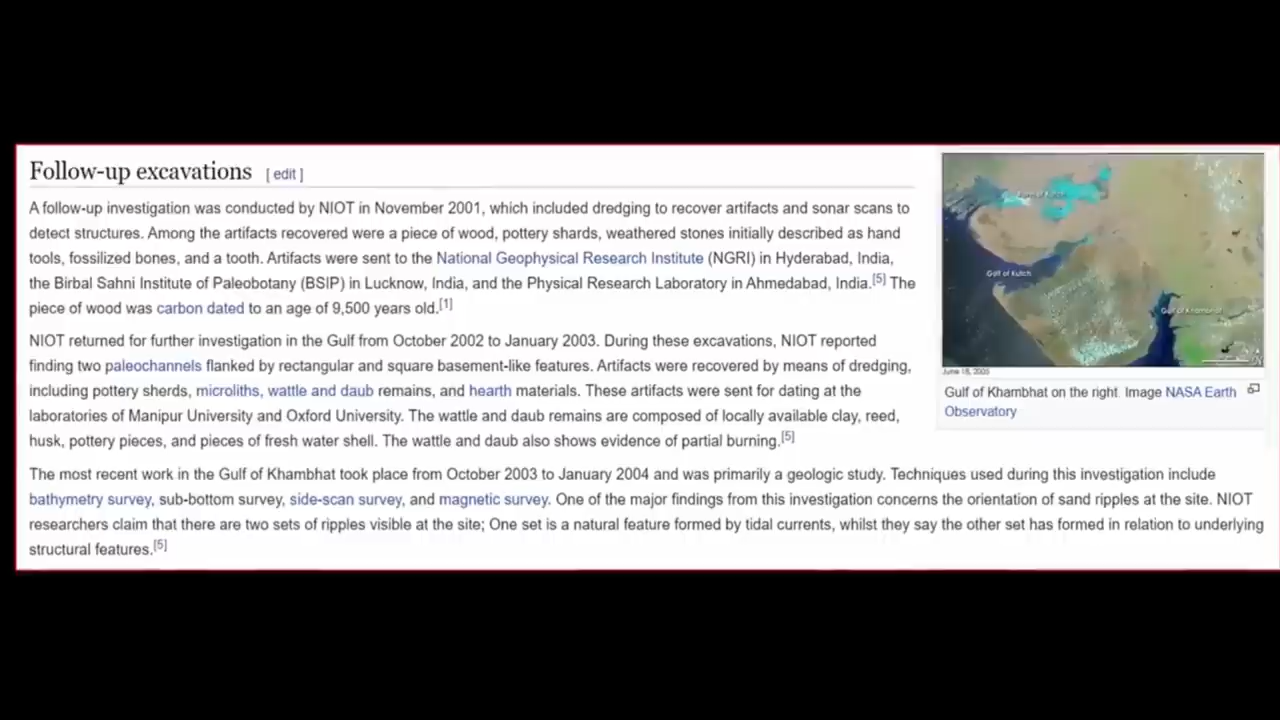 Follow-up excavations [ edit ]
A follow-up investigation was conducted by NIOT in November 2001, which included dredging to recover artifacts and sonar scans to
detect structures. Among the artifacts recovered were a piece of wood, pottery shards, weathered stones initially described as hand
tools, fossilized bones, and a tooth. Artifacts were sent to the National Geophysical Research Institute (NGRI) in Hyderabad, India,
the Birbal Sahni Institute of Paleobotany (BSIP) in Lucknow, India, and the Physical Research Laboratory in Ahmedabad, India.[5] The
piece of wood was carbon dated to an age of 9,500 years old.[1]
NIOT returned for further investigation in the Gulf from October 2002 to January 2003. During these excavations, NIOT reported
finding two paleochannels flanked by rectangular and square basement-like features. Artifacts were recovered by means of dredging,
including pottery sherds, microliths, wattle and daub remains, and hearth materials. These artifacts were sent for dating at the
laboratories of Manipur University and Oxford University. The wattle and daub remains are composed of locally available clay, reed,
husk, pottery pieces, and pieces of fresh water shell. The wattle and daub also shows evidence of partial burning.[5]
The most recent work in the Gulf of Khambhat took place from October 2003 to January 2004 and was primarily a geologic study. Techniques used during this investigation include
bathymetry survey, sub-bottom survey, side-scan survey, and magnetic survey. One of the major findings from this investigation concerns the orientation of sand ripples at the site. NIOT
researchers claim that there are two sets of ripples visible at the site; One set is a natural feature formed by tidal currents, whilst they say the other set has formed in relation to underlying
structural features.[5]
of Kutch
Gulf of Kutch
Gulf of Khambhat
June 18, 2005
Gulf of Khambhat on the right. Image NASA Earth
Observatory